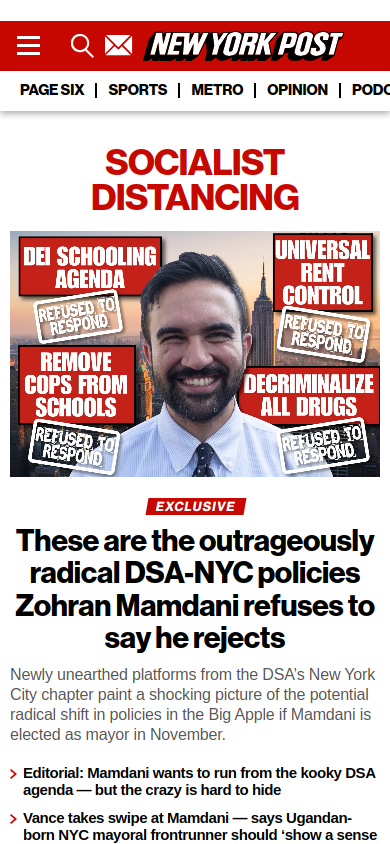 NEW YORK POST
PAGE SIX | SPORTS | METRO | OPINION | PODC
SOCIALIST
DISTANCING
DEI SCHOOLING
AGENDA
REFUSED TO
RESPOND
UNIVERSAL
RENT
CONTROL
REFUSED TO
RESPOND
REMOVE
COPS FROM
SCHOOLS
REFUSED TO
RESPOND
DECRIMINALIZE
ALL DRUGS
REFUSED TO
RESPOND
EXCLUSIVE
These are the outrageously
radical DSA-NYC policies
Zohran Mamdani refuses to
say he rejects
Newly unearthed platforms from the DSA's New York
City chapter paint a shocking picture of the potential
radical shift in policies in the Big Apple if Mamdani is
elected as mayor in November.
Editorial: Mamdani wants to run from the kooky DSA
agenda — but the crazy is hard to hide
Vance takes swipe at Mamdani — says Ugandan-
born NYC mayoral frontrunner should ‘show a sense